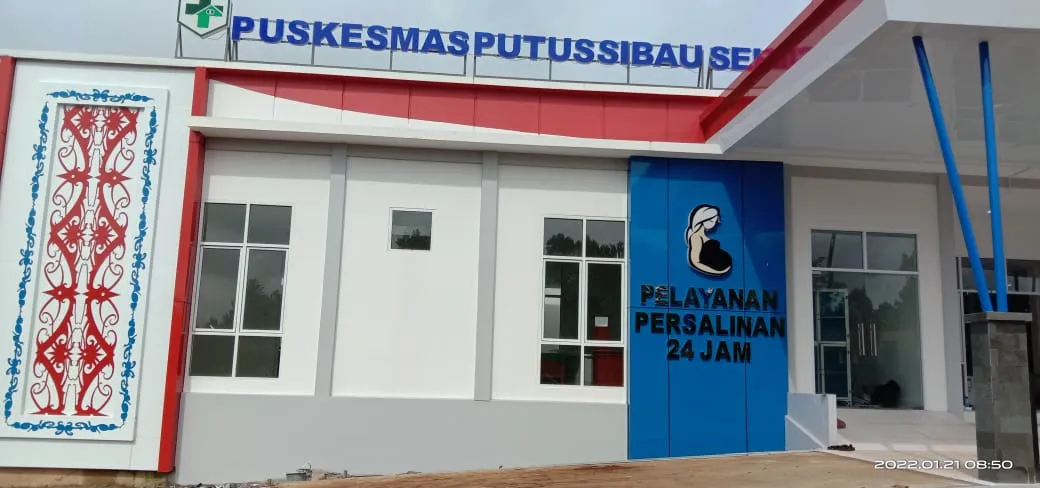 PUSKESMAS PUTUSSIBAU
PELAYANAN
PERSALINAN
24 JAM
2022.01.21 08:50